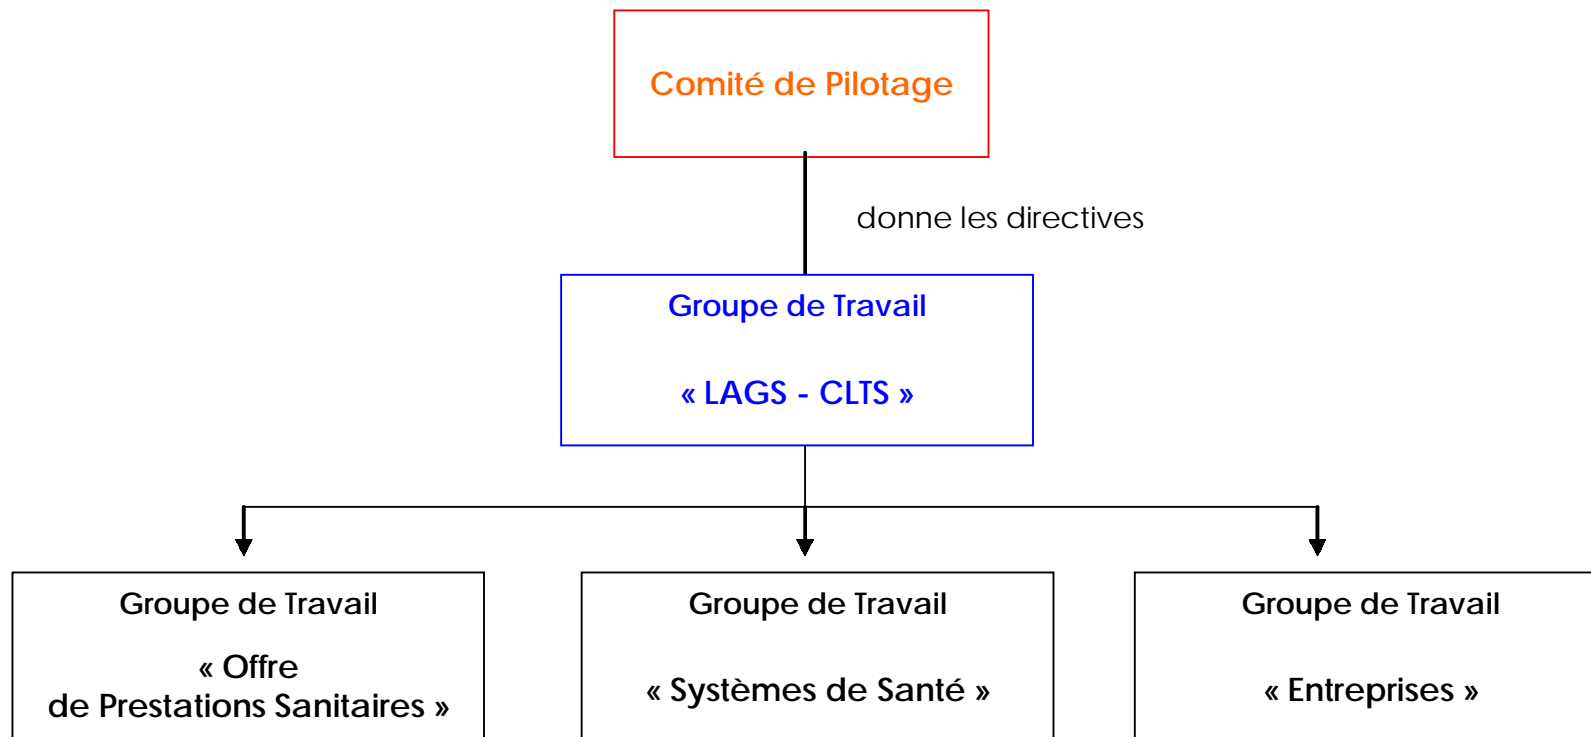 Comité de Pilotage
donne les directives
Groupe de Travail
« LAGS - CLTS »
Groupe de Travail
« Offre
de Prestations Sanitaires »
Groupe de Travail
« Systèmes de Santé »
Groupe de Travail
« Entreprises »